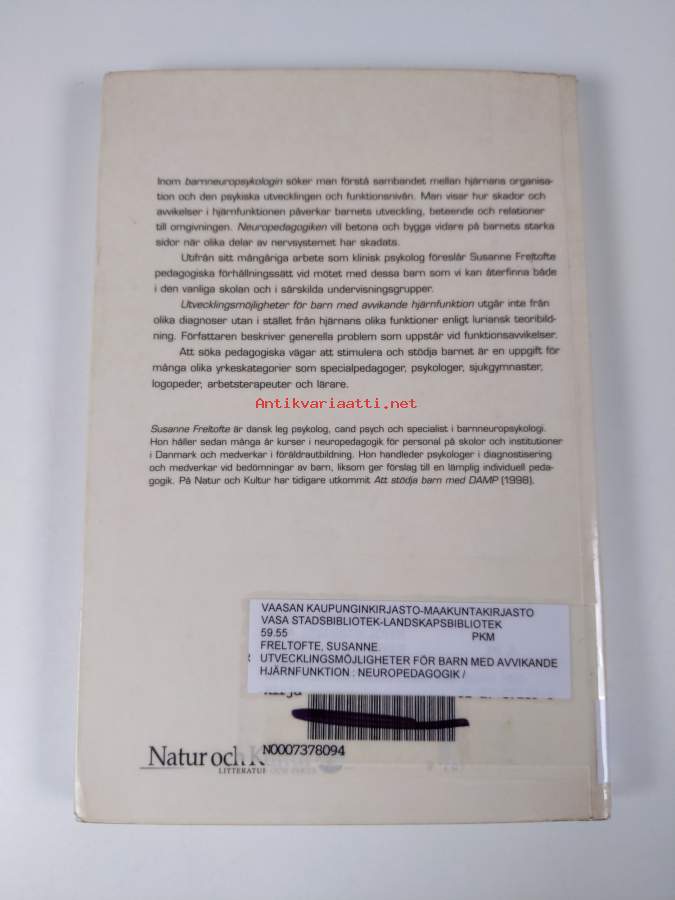 Inom barnneuropsykologin söker man förstå sambandet mellan hjärnans organisa-
tion och den psykiska utvecklingen och funktionsnivån. Man visar hur skador och
avvikelser i hjärnfunktionen påverkar barnets utveckling, beteende och relationer
till omgivningen. Neuropedagogiken vill betona och bygga vidare på barnets starka
sidor när olika delar av nervsystemet har skadats.
Utifrån sitt mångåriga arbete som klinisk psykolog föreslår Susanne Freltofte
pedagogiska förhållningssätt vid mötet med dessa barn som vi kan återfinna både
i den vanliga skolan och i särskilda undervisningsgrupper.
Utvecklingsmöjligheter för barn med avvikande hjärnfunktion utgår inte från
olika diagnoser utan i stället från hjärnans olika funktioner enligt luriansk teoribild-
ning. Författaren beskriver generella problem som uppstår vid funktionsavvikelser.
Att söka pedagogiska vägar att stimulera och stödja barnet är en uppgift för
många olika yrkeskategorier som specialpedagoger, psykologer, sjukgymnaster,
logopeder, arbetsterapeuter och lärare.
Antikvariaatti.net
Susanne Freltofte är dansk leg psykolog, cand psych och specialist i barnneuropsykologi.
Hon håller sedan många år kurser i neuropedagogik för personal på skolor och institutioner
i Danmark och medverkar i föräldrautbildning. Hon handleder psykologer i diagnostisering
och medverkar vid bedömningar av barn, liksom ger förslag till en lämplig individuell peda-
gogik. På Natur och Kultur har tidigare utkommit Att stödja barn med DAMP (1998).
VAASAN KAUPUNGINKIRJASTO-MAAKUNTAKIRJASTO
VASA STADSBIBLIOTEK-LANDSKAPSBIBLIOTEK
59.55 PKM
FRELTOFTE, SUSANNE.
UTVECKLINGSMÖJLIGHETER FÖR BARN MED AVVIKANDE
HJÄRNFUNKTION : NEUROPEDAGOGIK /
N0007378094
Natur och K
LITTERATUR